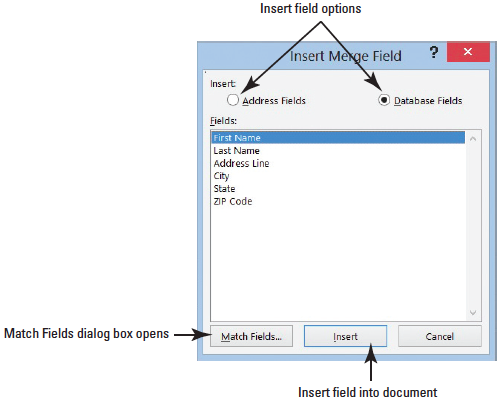 Insert field options
Insert Merge Field
?
Insert:
Address Fields
Database Fields
Fields:
First Name
Last Name
Address Line
City
State
ZIP Code
Match Fields dialog box opens
Match Fields...
Insert
Cancel
Insert field into document